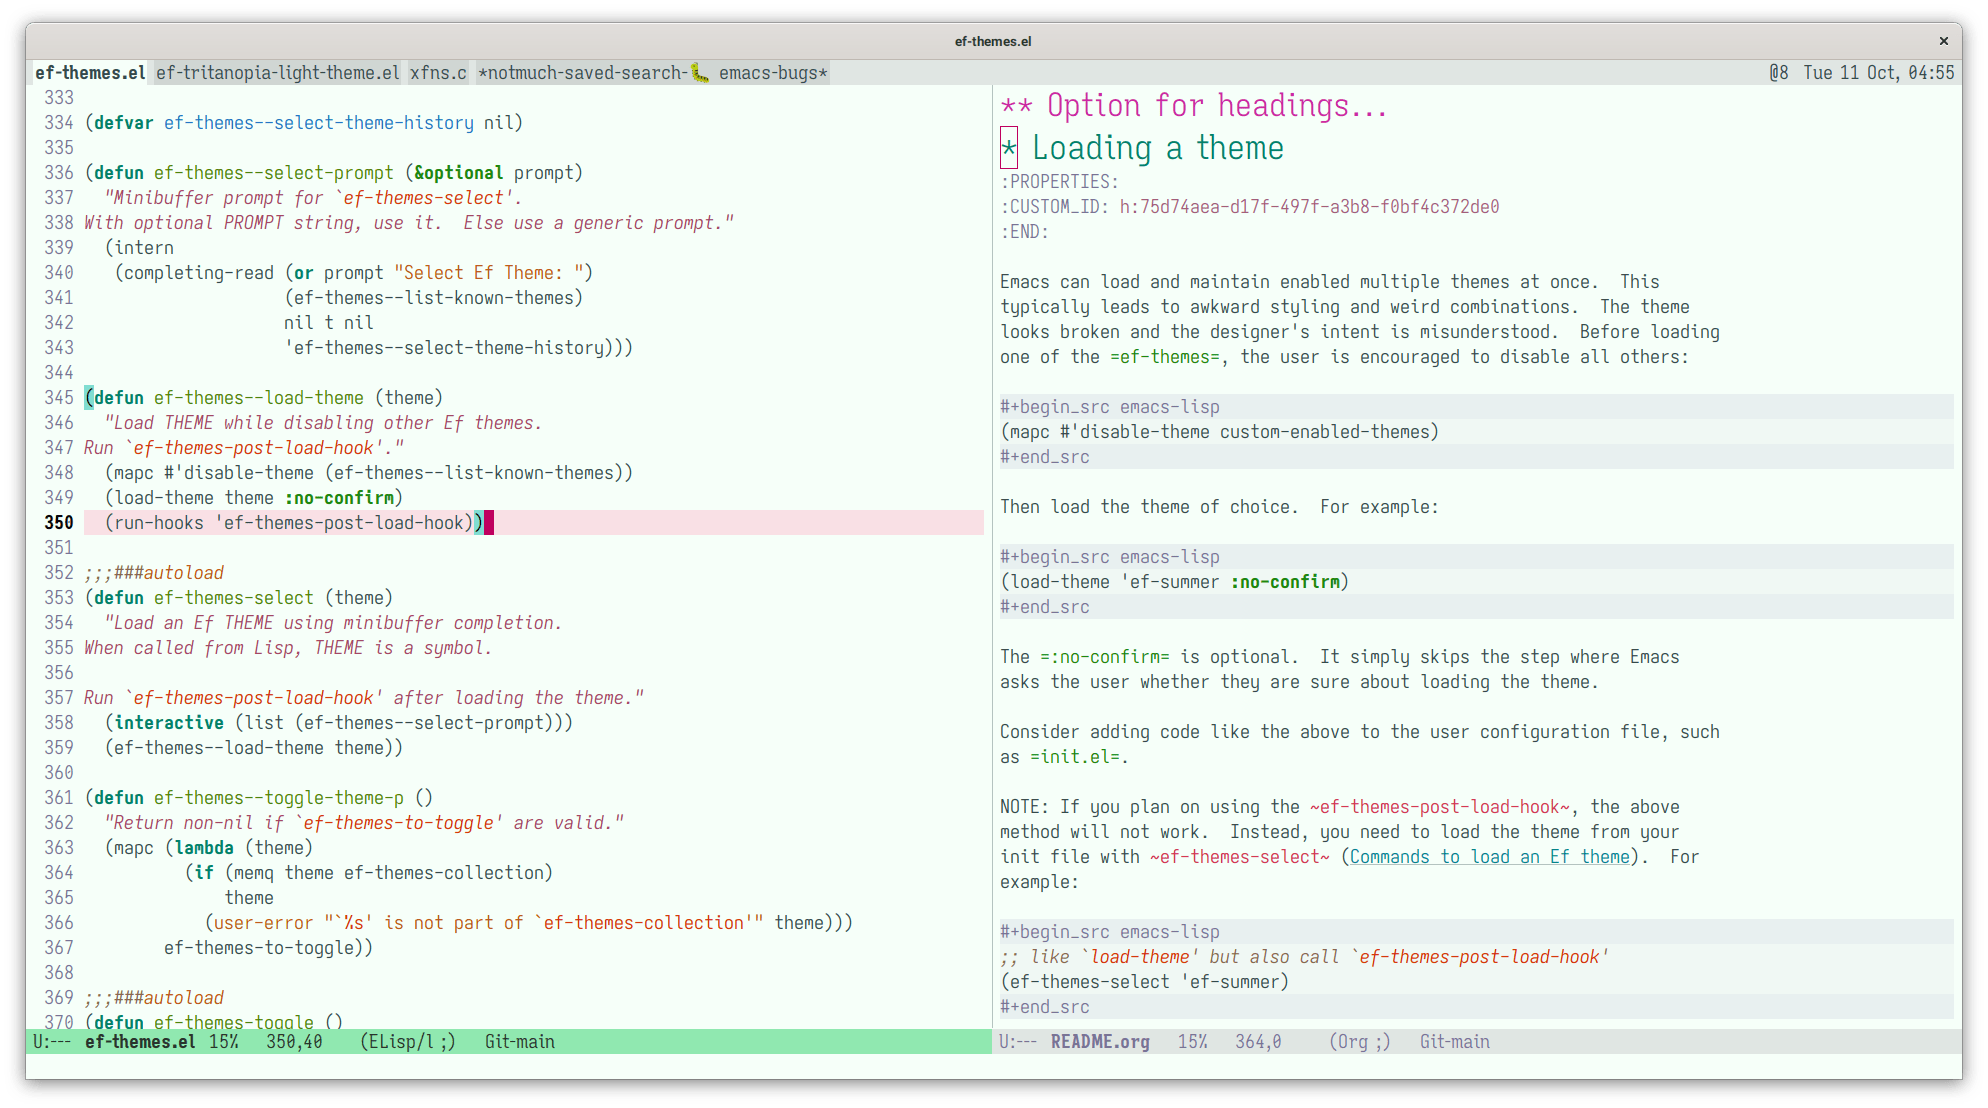 ef-themes.el ×
ef-themes.el ef-tritanopia-light-theme.el xfns.c *notmuch-saved-search-🐛 emacs-bugs* @8 Tue 11 Oct, 04:55
333
334 (defvar ef-themes--select-theme-history nil)
335
336 (defun ef-themes--select-prompt (&optional prompt)
337   "Minibuffer prompt for `ef-themes-select'.
338 With optional PROMPT string, use it.  Else use a generic prompt."
339   (intern
340    (completing-read (or prompt "Select Ef Theme: ")
341                     (ef-themes--list-known-themes)
342                     nil t nil
343                     'ef-themes--select-theme-history)))
344
345 (defun ef-themes--load-theme (theme)
346   "Load THEME while disabling other Ef themes.
347 Run `ef-themes-post-load-hook'."
348   (mapc #'disable-theme (ef-themes--list-known-themes))
349   (load-theme theme :no-confirm)
350   (run-hooks 'ef-themes-post-load-hook))
351
352 ;;;###autoload
353 (defun ef-themes-select (theme)
354   "Load an Ef THEME using minibuffer completion.
355 When called from Lisp, THEME is a symbol.
356
357 Run `ef-themes-post-load-hook' after loading the theme."
358   (interactive (list (ef-themes--select-prompt)))
359   (ef-themes--load-theme theme))
360
361 (defun ef-themes--toggle-theme-p ()
362   "Return non-nil if `ef-themes-to-toggle' are valid."
363   (mapc (lambda (theme)
364           (if (memq theme ef-themes-collection)
365               theme
366             (user-error "`%s' is not part of `ef-themes-collection'" theme)))
367         ef-themes-to-toggle))
368
369 ;;;###autoload
370 (defun ef-themes-toggle ()
U:--- ef-themes.el 15% 350,40 (ELisp/l ;) Git-main
** Option for headings...
* Loading a theme
:PROPERTIES:
:CUSTOM_ID: h:75d74aea-d17f-497f-a3b8-f0bf4c372de0
:END:
Emacs can load and maintain enabled multiple themes at once.  This
typically leads to awkward styling and weird combinations.  The theme
looks broken and the designer's intent is misunderstood.  Before loading
one of the =ef-themes=, the user is encouraged to disable all others:
#+begin_src emacs-lisp
(mapc #'disable-theme custom-enabled-themes)
#+end_src
Then load the theme of choice.  For example:
#+begin_src emacs-lisp
(load-theme 'ef-summer :no-confirm)
#+end_src
The =:no-confirm= is optional.  It simply skips the step where Emacs
asks the user whether they are sure about loading the theme.
Consider adding code like the above to the user configuration file, such
as =init.el=.
NOTE: If you plan on using the ~ef-themes-post-load-hook~, the above
method will not work.  Instead, you need to load the theme from your
init file with ~ef-themes-select~ (Commands to load an Ef theme).  For
example:
#+begin_src emacs-lisp
;; like `load-theme' but also call `ef-themes-post-load-hook'
(ef-themes-select 'ef-summer)
#+end_src
U:--- README.org 15% 364,0 (Org ;) Git-main